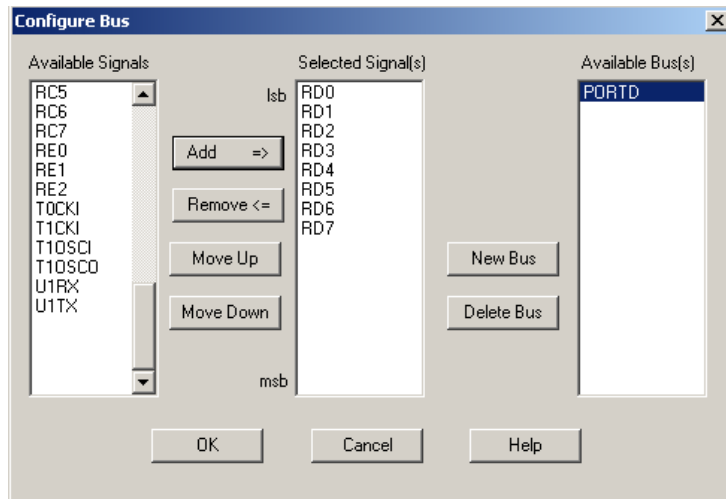 Configure Bus
Available Signals
Selected Signal(s)
Available Bus(s)
RC5
RC6
RC7
RE0
RE1
RE2
T0CKI
T1CKI
T1OSCI
T1OSCO
U1RX
U1TX
lsb
Add =>
Remove <=
Move Up
Move Down
msb
RD0
RD1
RD2
RD3
RD4
RD5
RD6
RD7
New Bus
Delete Bus
PORTD
OK
Cancel
Help